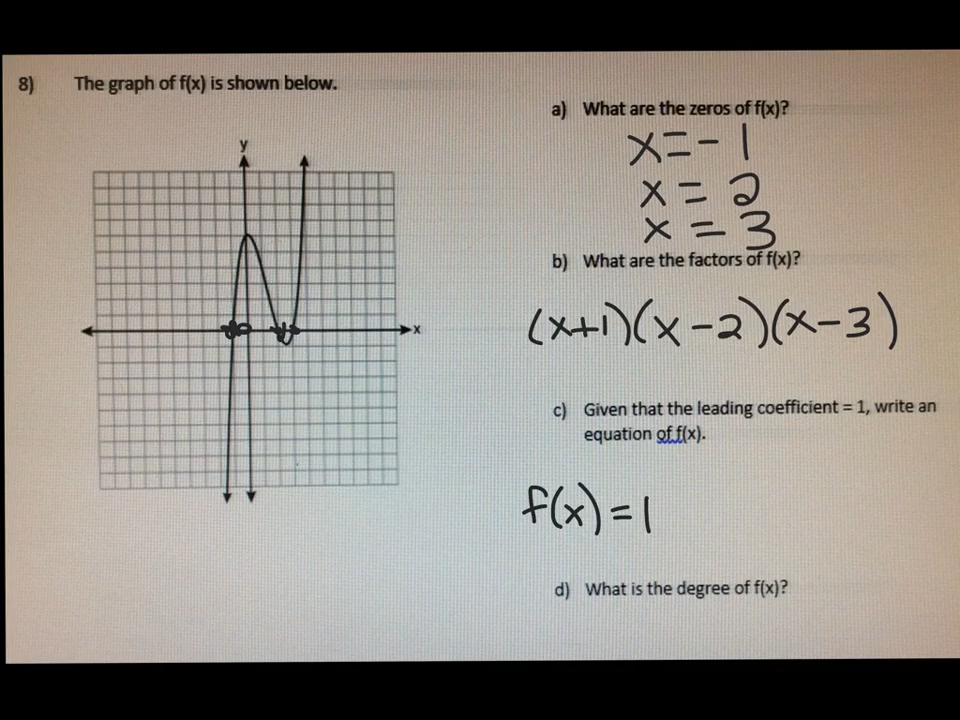 8) The graph of f(x) is shown below.
y
x
a) What are the zeros of f(x)?
x=-1
x=2
x=3
b) What are the factors of f(x)?
(x+1)(x-2)(x-3)
c) Given that the leading coefficient = 1, write an
equation of f(x).
f(x)=1
d) What is the degree of f(x)?